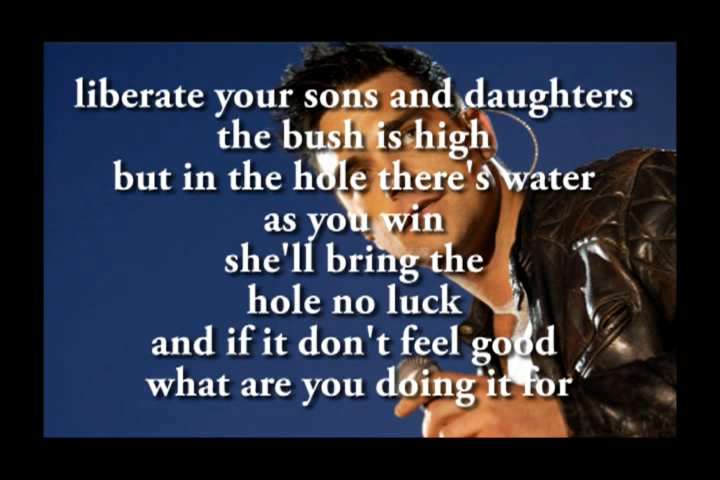 liberate your sons and daughters
the bush is high
but in the hole there's water
as you win
she'll bring the
hole no luck
and if it don't feel good
what are you doing it for